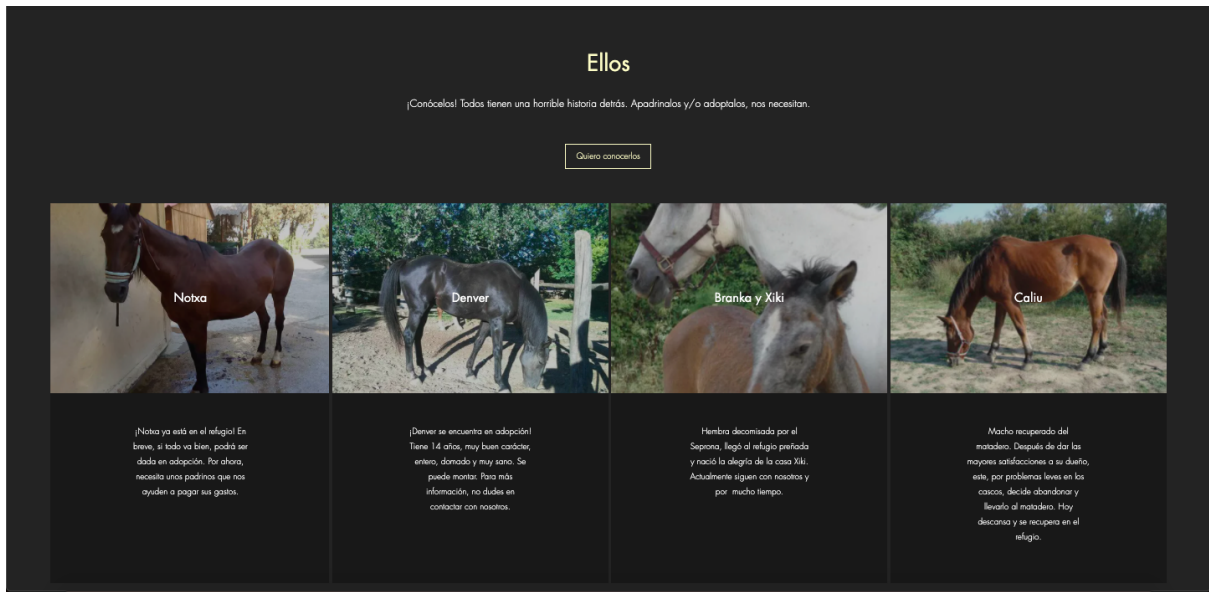 Ellos
¡Conócelos! Todos tienen una horrible historia detrás. Apadrinalos y/o adoptalos, nos necesitan.
Quiero conocerlos
Notxa
Denver
Branka y Xiki
Caliu
¡Notxa ya está en el refugio! En
breve, si todo va bien, podrá ser
dada en adopción. Por ahora,
necesita unos padrinos que nos
ayuden a pagar sus gastos.
¡Denver se encuentra en adopción!
Tiene 14 años, muy buen carácter,
entero, domado y muy sano. Se
puede montar. Para más
información, no dudes en
contactar con nosotros.
Hembra decomisada por el
Seprona, llegó al refugio preñada
y nació la alegría de la casa Xiki.
Actualmente siguen con nosotros y
por mucho tiempo.
Macho recuperado del
matadero. Después de dar las
mayores satisfacciones a su dueño,
este, por problemas leves en los
cascos, decide abandonar y
llevarlo al matadero. Hoy
descansa y se recupera en el
refugio.